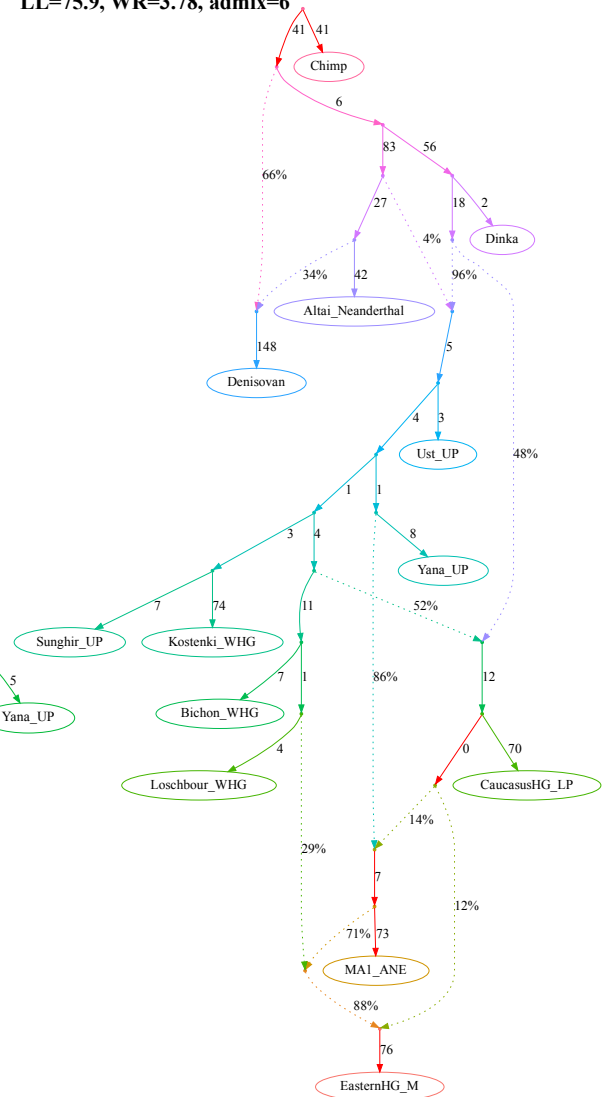 LL=75.9, WR=3.78, admix=6
41 41
Chimp
6
83 56
66%
27 18 2
4% Dinka
34% 42 96%
Altai_Neanderthal
148 5
Denisovan
4 3
Ust_UP
48%
1 1
3 4 8
Yana_UP
7 74 11 52%
Sunghir_UP Kostenki_WHG
5 7 1 86% 12
Yana_UP Bichon_WHG
4 0 70
Loschbour_WHG CaucasusHG_LP
14%
29% 7
12%
71% 73
MA1_ANE
88%
76
EasternHG_M